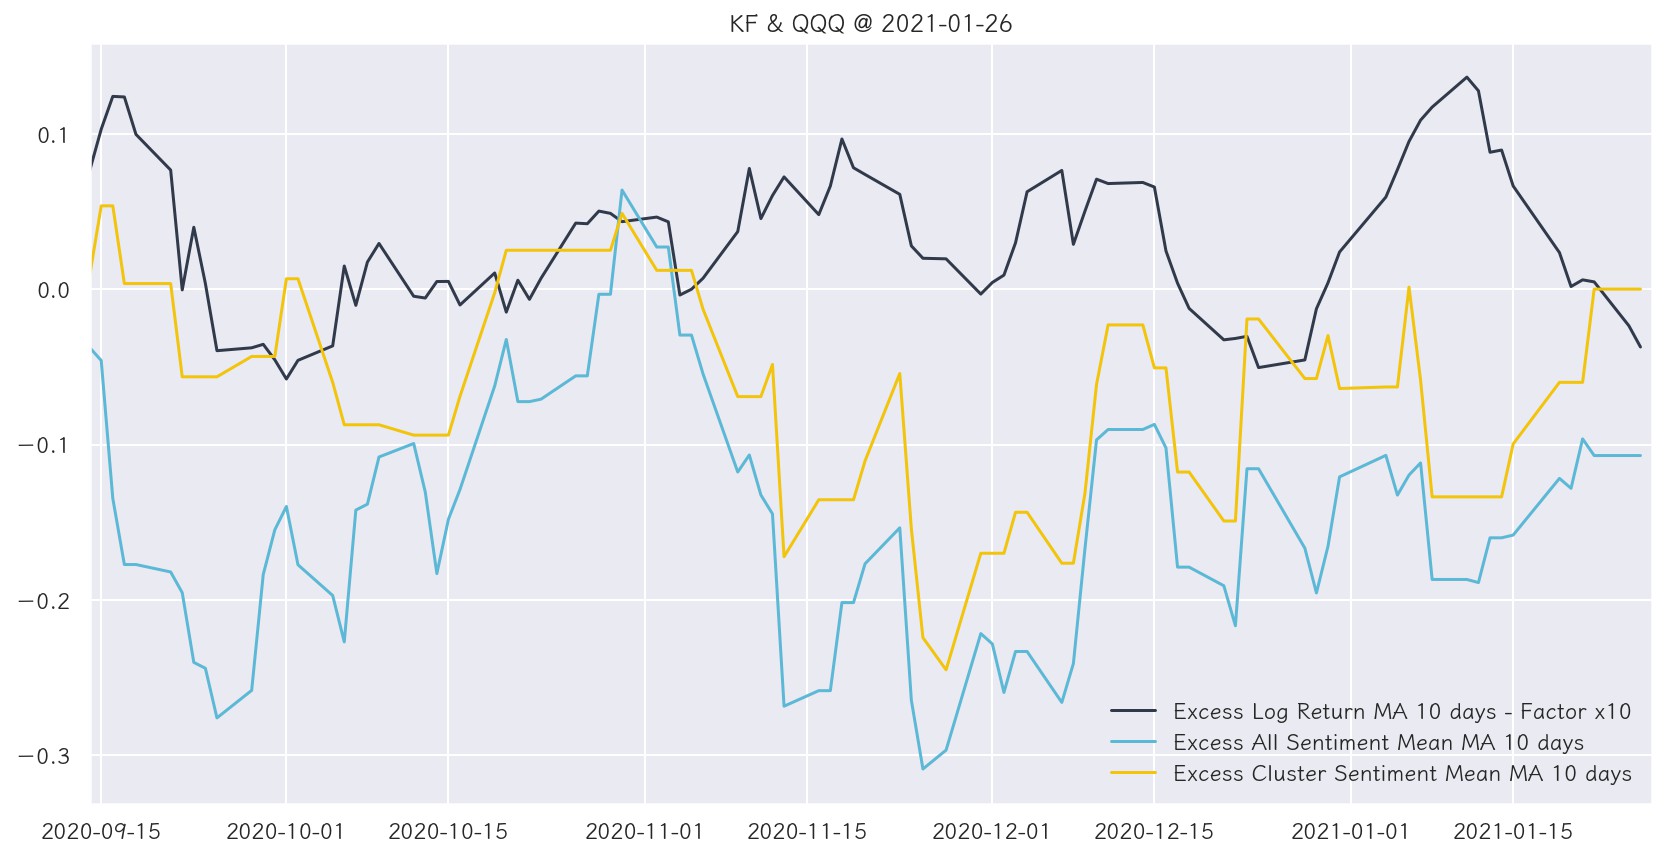 KF & QQQ @ 2021-01-26
0.1
0.0
−0.1
−0.2
−0.3
Excess Log Return MA 10 days - Factor x10
Excess All Sentiment Mean MA 10 days
Excess Cluster Sentiment Mean MA 10 days
2020-09-15 2020-10-01 2020-10-15 2020-11-01 2020-11-15 2020-12-01 2020-12-15 2021-01-01 2021-01-15